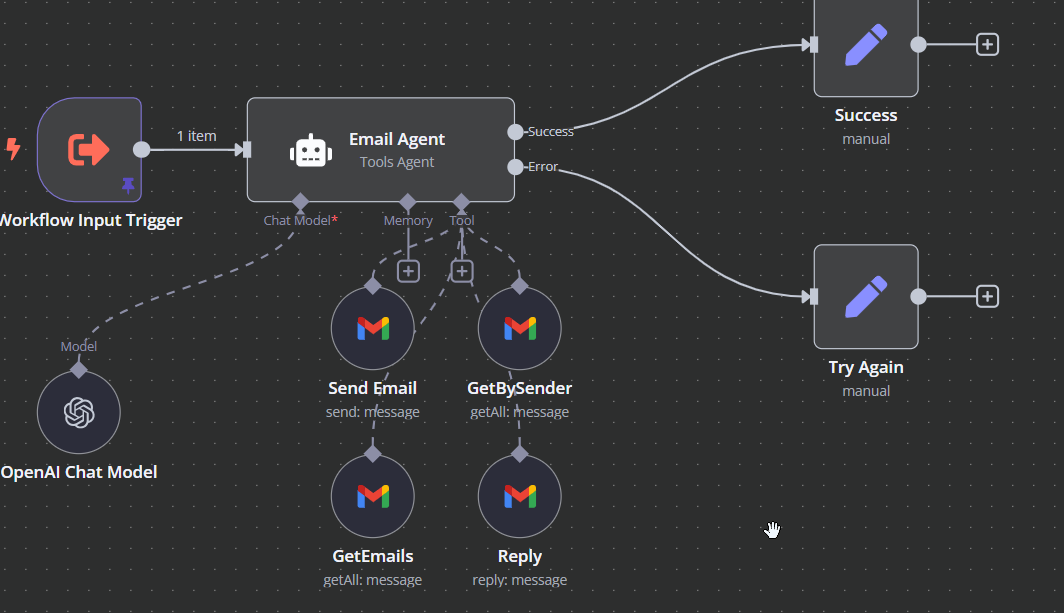 Success
manual
1 item
Email Agent
Tools Agent
Success
Error
Workflow Input Trigger
Chat Model*
Memory
Tool
Model
OpenAI Chat Model
Send Email
send: message
GetBySender
getAll: message
Try Again
manual
GetEmails
getAll: message
Reply
reply: message